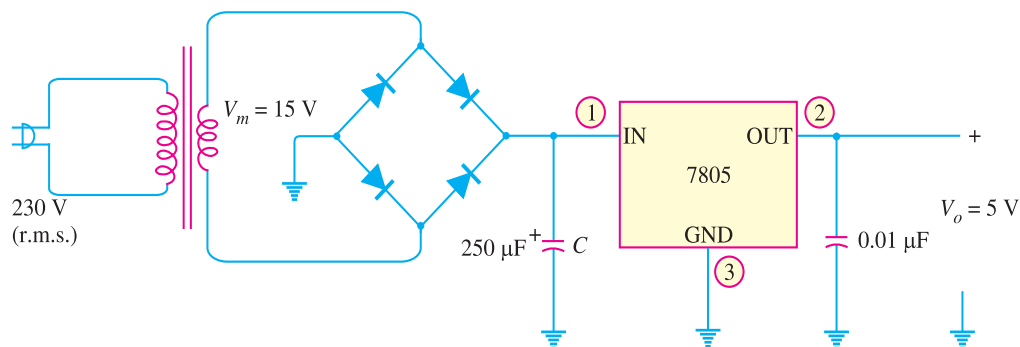 230 V
(r.m.s.)
Vm = 15 V
250 µF
+
C
1
IN
OUT
2
7805
GND
3
0.01 µF
+
Vo = 5 V